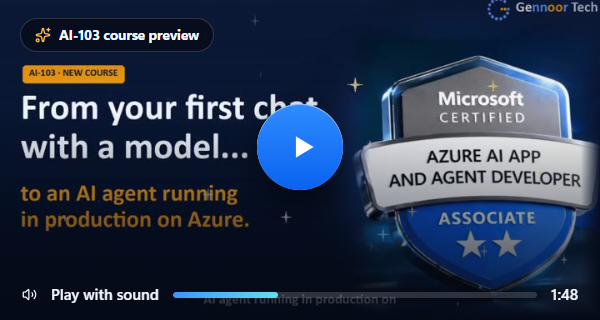 Gennoor Tech
AI-103 course preview
AI-103 · NEW COURSE
From your first chat
with a model...
to an AI agent running
in production on Azure.
Microsoft
CERTIFIED
AZURE AI APP
AND AGENT DEVELOPER
ASSOCIATE
Play with sound
1:48
AI agent running in production on